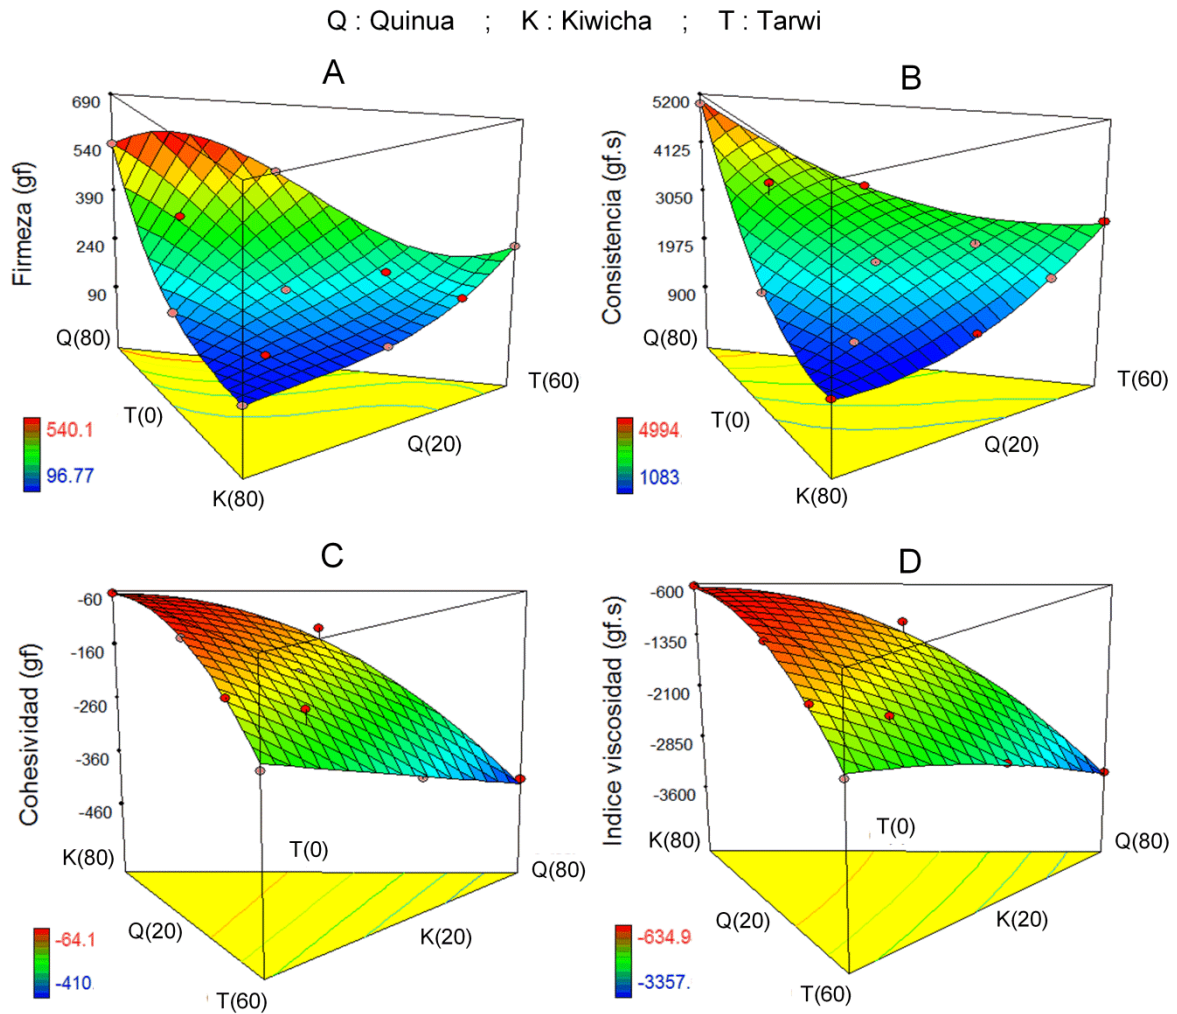 Q : Quinua ; K : Kiwicha ; T : Tarwi
A
690
540
390
240
90
Firmeza (gf)
Q(80)
T(0)
K(80)
Q(20)
T(60)
540.1
96.77
B
5200
4125
3050
1975
900
Consistencia (gf.s)
Q(80)
T(0)
K(80)
Q(20)
T(60)
4994.
1083.
C
-60
-160
-260
-360
-460
Cohesividad (gf)
K(80)
T(0)
Q(80)
Q(20)
K(20)
T(60)
-64.1
-410.
D
-600
-1350
-2100
-2850
-3600
Indice viscosidad (gf.s)
K(80)
T(0)
Q(80)
Q(20)
K(20)
T(60)
-634.9
-3357.